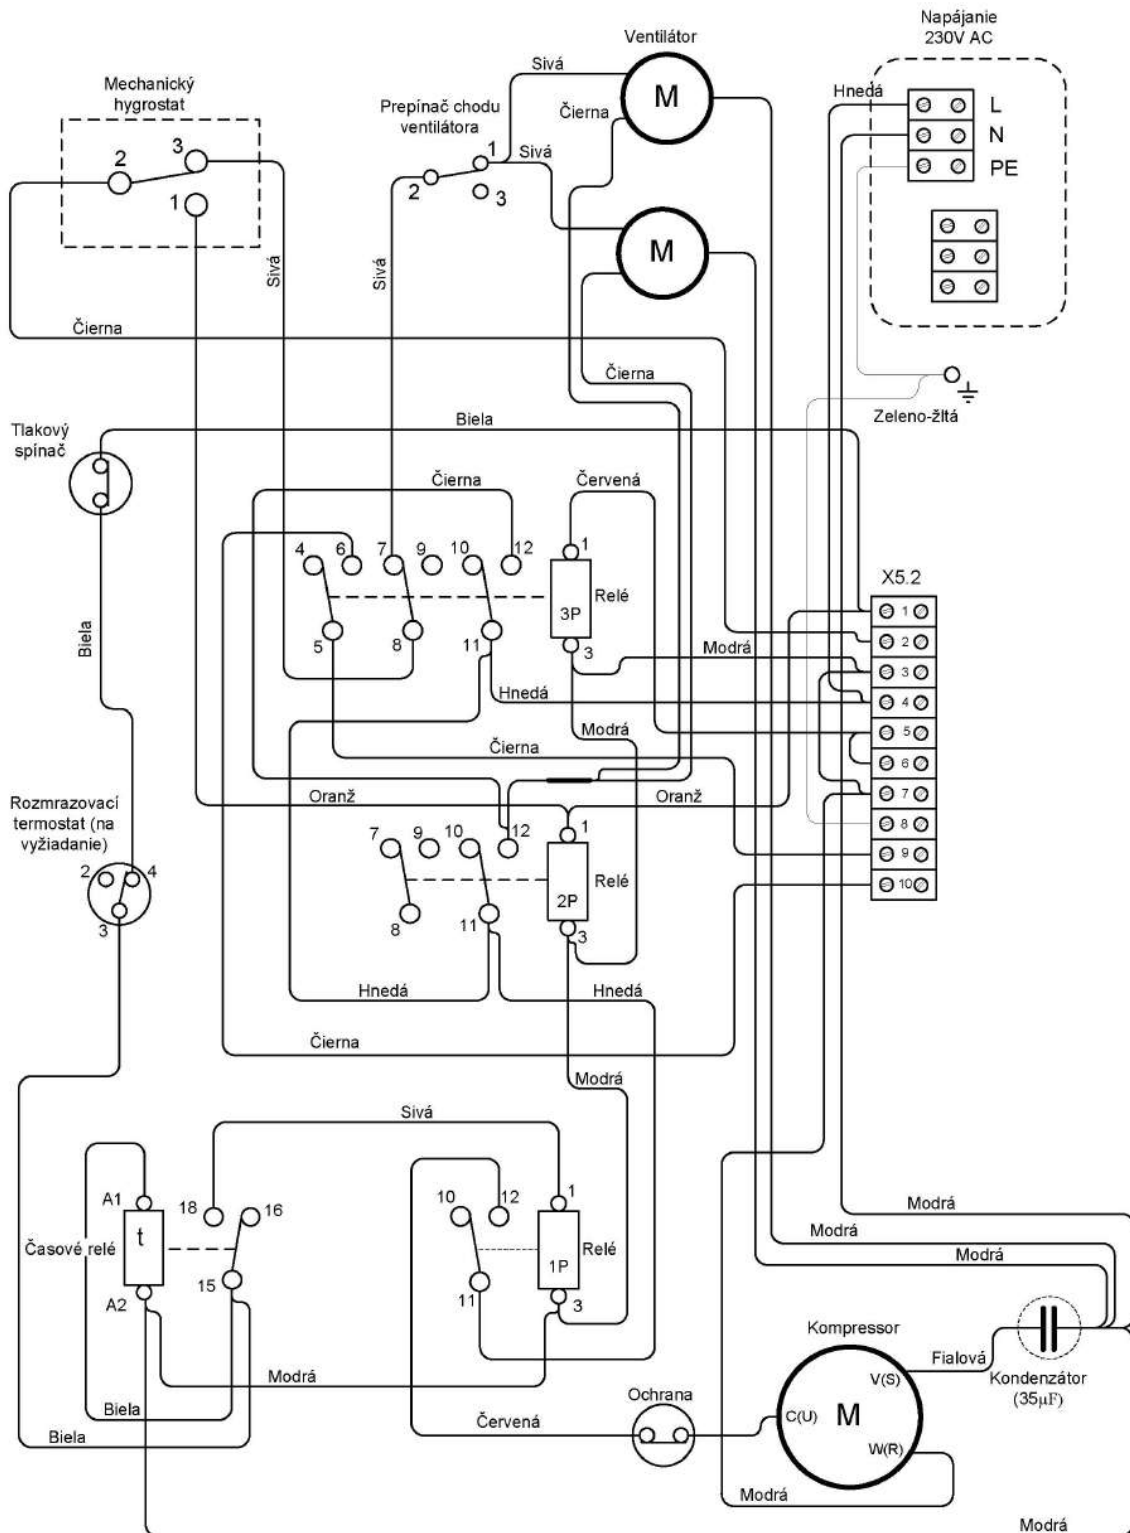 Napájanie
230V AC
Ventilátor
Sivá
M
Hnedá
L
N
PE
Mechanický
hygrostat
Prepínač chodu
ventilátora
Čierna
Sivá
2
3
1
2
1
3
M
Sivá
Sivá
Čierna
Čierna
Zeleno-žltá
Biela
Tlakový
spínač
Čierna
Červená
4
6
7
9
10
12
1
Relé
3P
5
8
11
3
X5.2
1
2
3
4
5
6
7
8
9
10
Biela
Modrá
Hnedá
Modrá
Čierna
Oranž
Oranž
Rozmrazovací
termostat (na
vyžiadanie)
2
4
3
7
9
10
12
1
Relé
2P
8
11
3
Hnedá
Hnedá
Čierna
Modrá
Sivá
A1
18
16
t
Časové relé
15
A2
10
12
1
Relé
1P
11
3
Modrá
Modrá
Modrá
Modrá
Biela
Biela
Červená
Ochrana
Kompressor
V(S)
C(U)
M
W(R)
Fialová
Kondenzátor
(35µF)
Modrá
Modrá